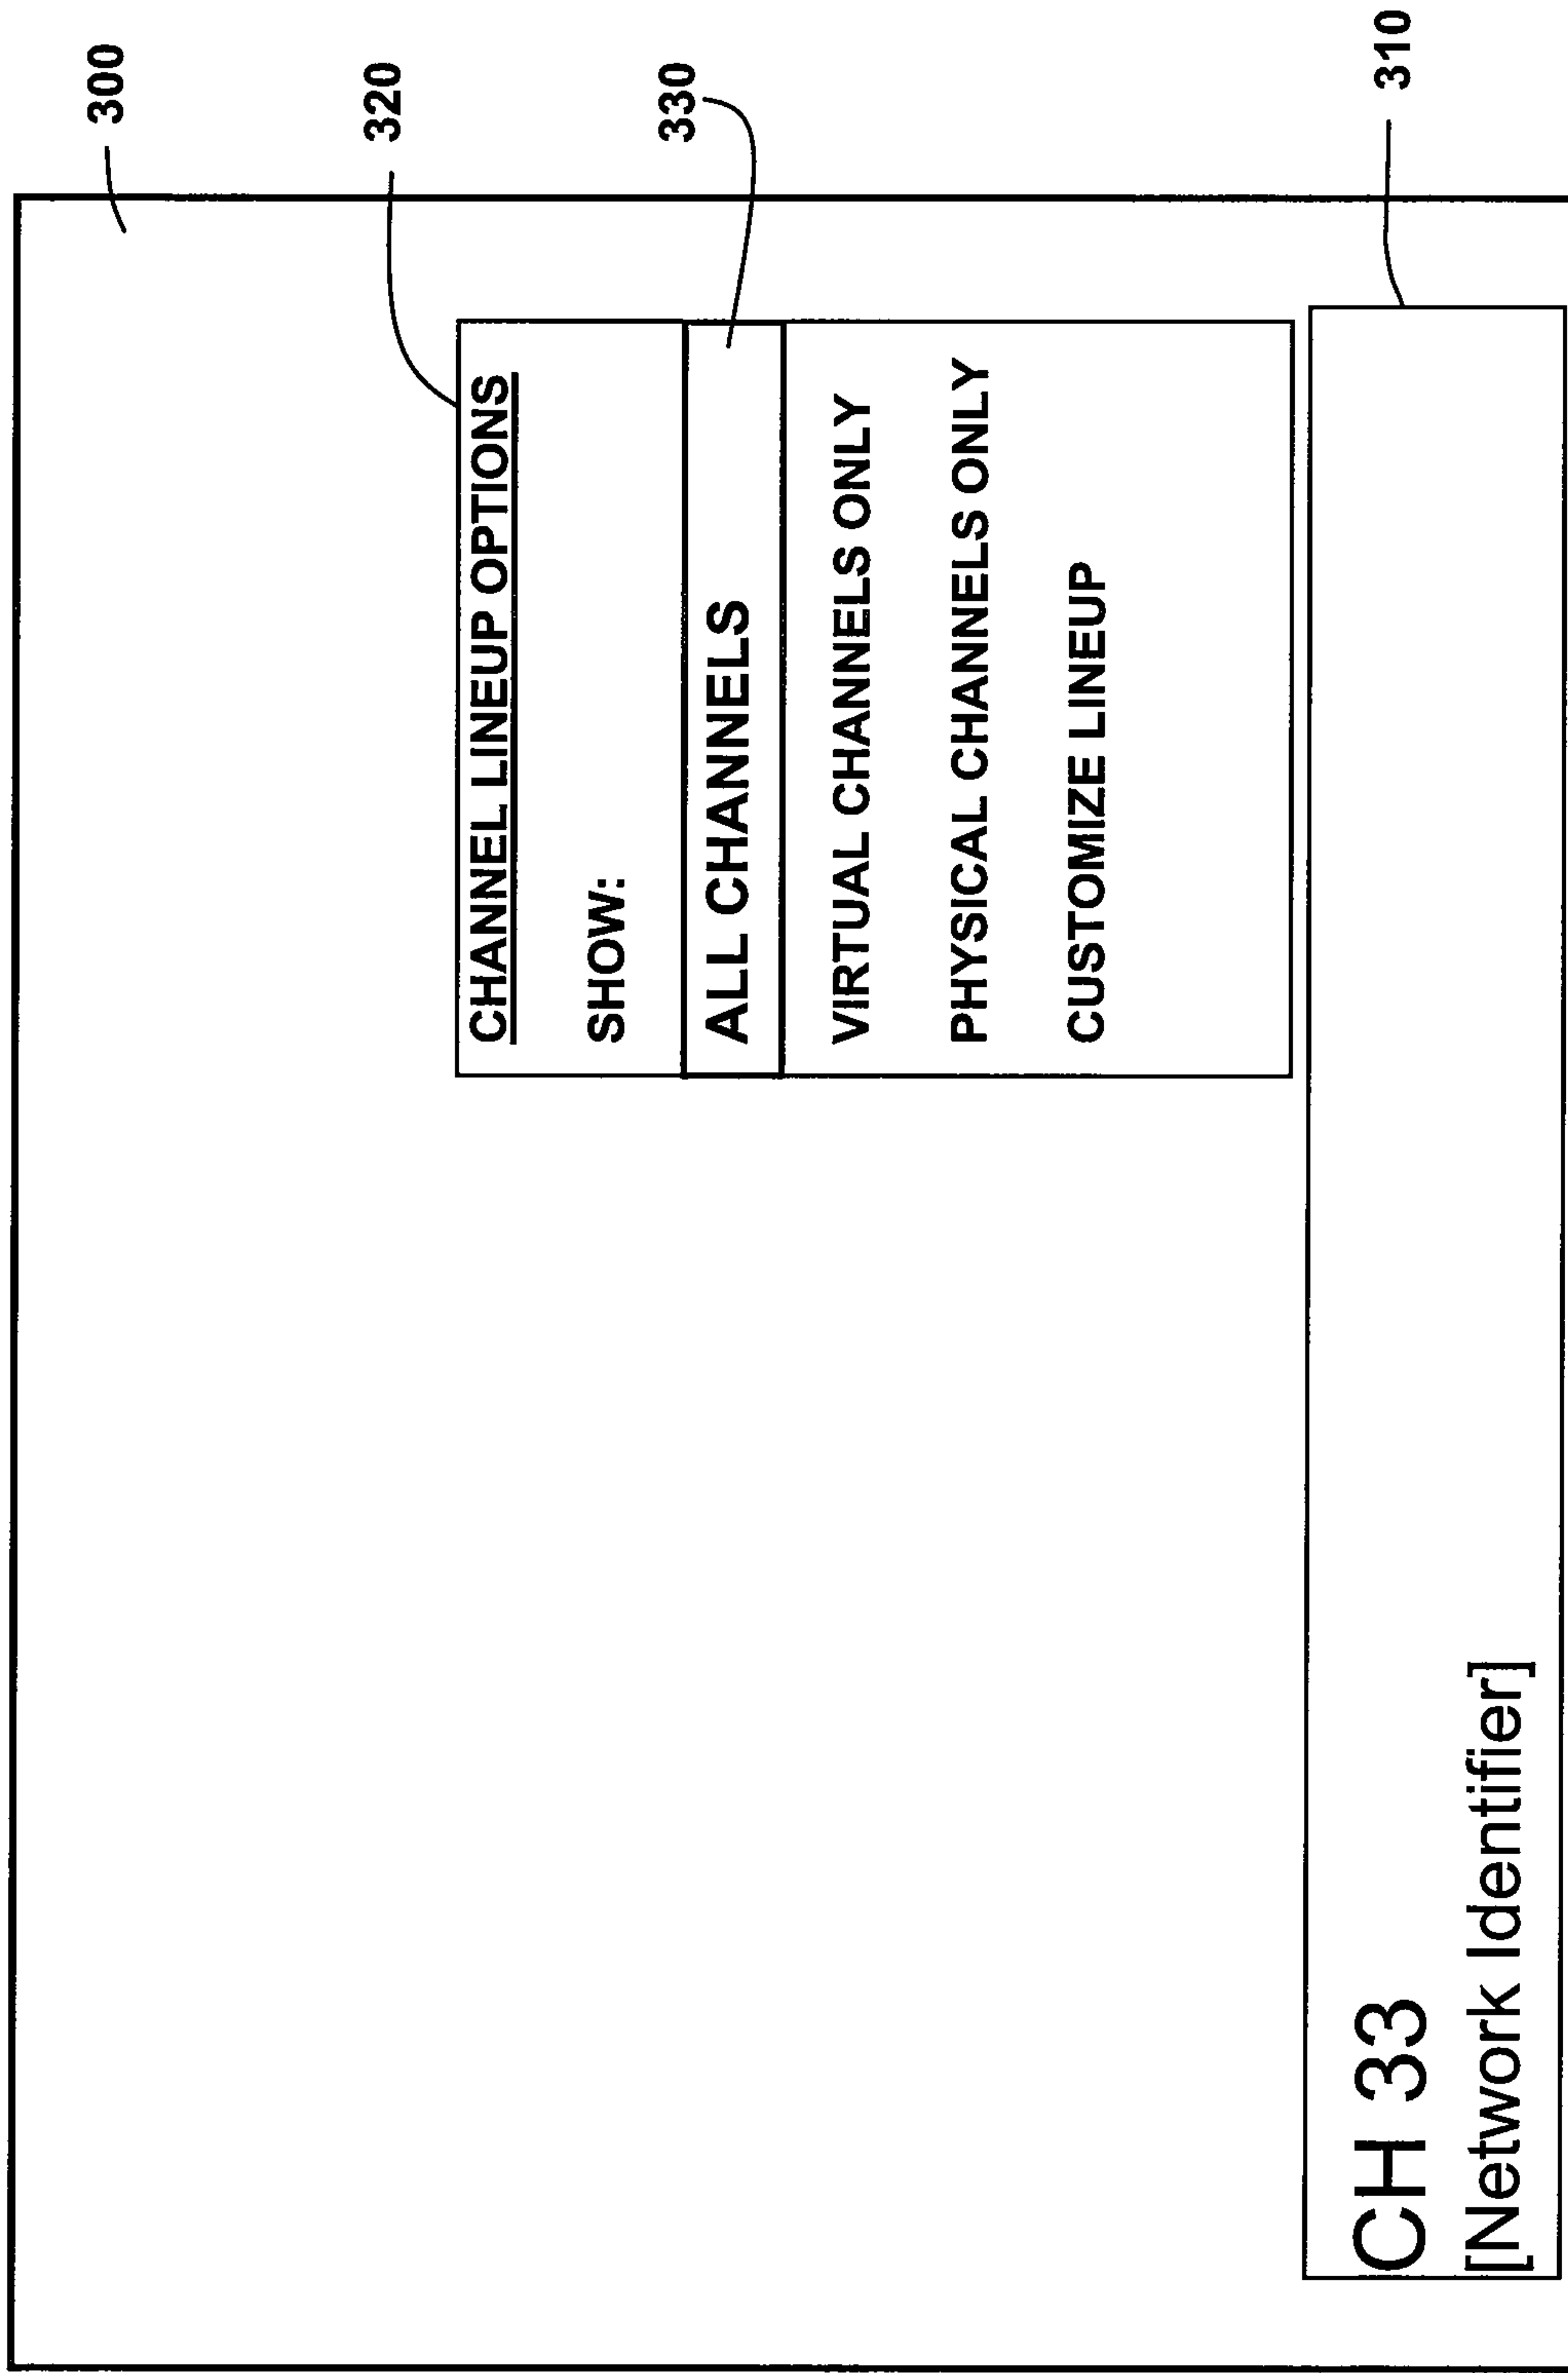 300
320
CHANNEL LINEUP OPTIONS
SHOW:
330
ALL CHANNELS
VIRTUAL CHANNELS ONLY
PHYSICAL CHANNELS ONLY
CUSTOMIZE LINEUP
310
CH 33
[Network Identifier]